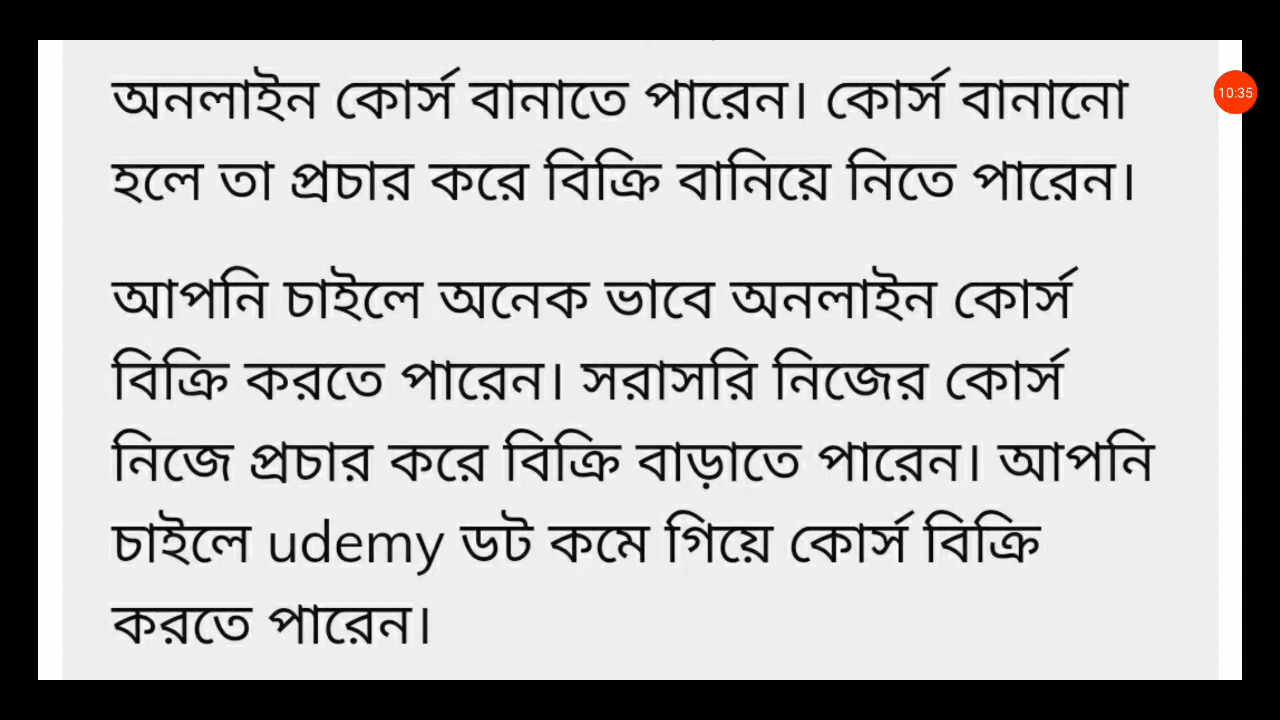 অনলাইন কোর্স বানাতে পারেন। কোর্স বানানো
হলে তা প্রচার করে বিক্রি বানিয়ে নিতে পারেন।
আপনি চাইলে অনেক ভাবে অনলাইন কোর্স
বিক্রি করতে পারেন। সরাসরি নিজের কোর্স
নিজে প্রচার করে বিক্রি বাড়াতে পারেন। আপনি
চাইলে udemy ডট কমে গিয়ে কোর্স বিক্রি
করতে পারেন।
10:35